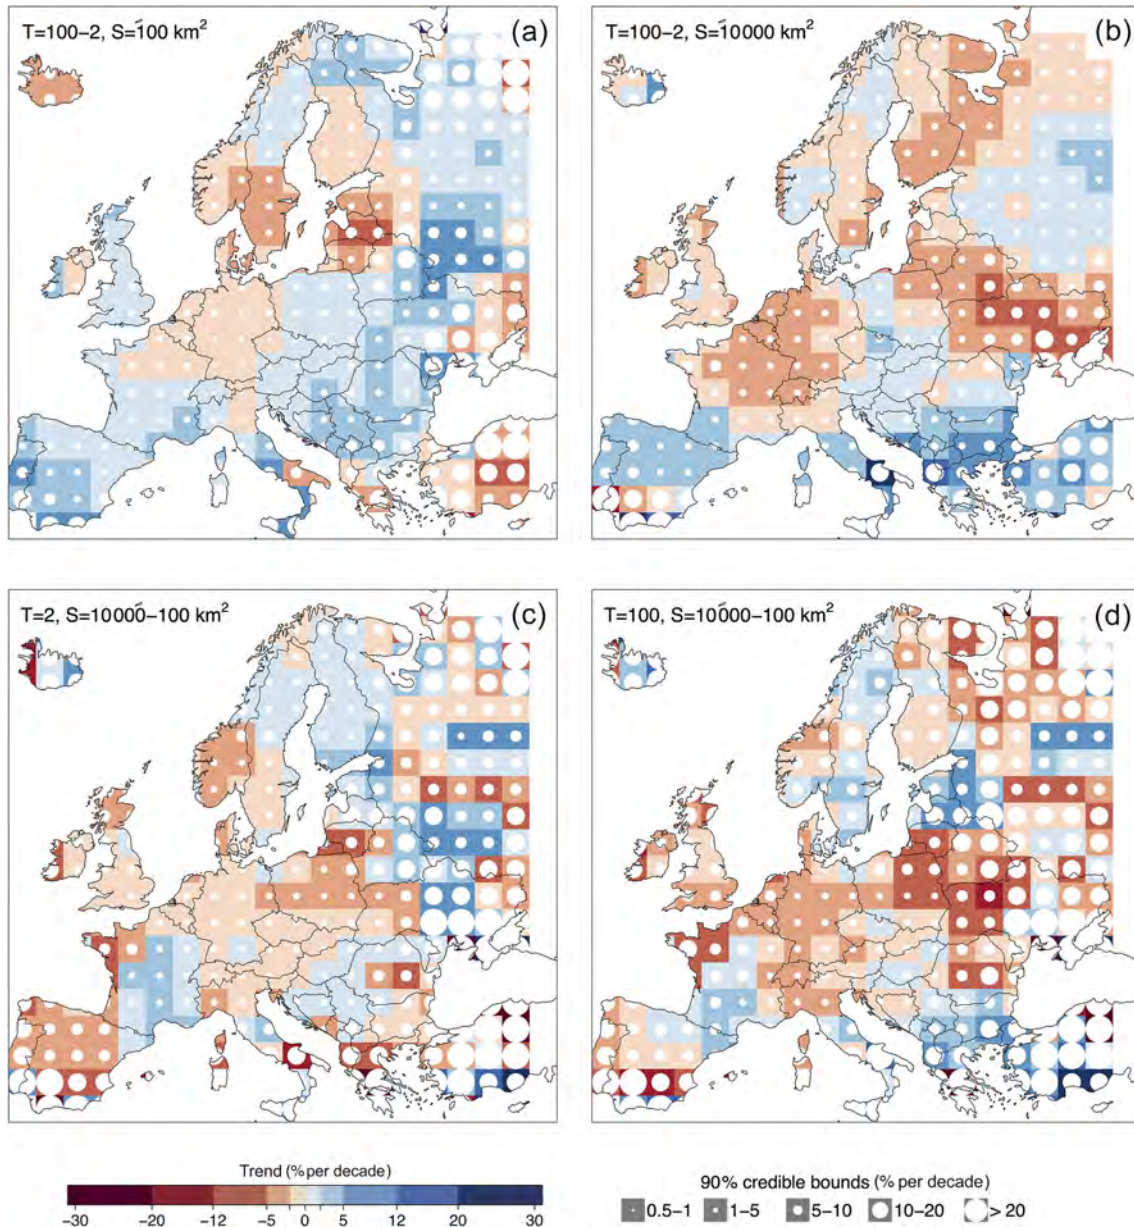 T=100–2, S=100 km²
(a)
T=100–2, S=10000 km²
(b)
T=2, S=10000–100 km²
(c)
T=100, S=10000–100 km²
(d)
Trend (% per decade)
−30 −20 −12 −5 −2 0 2 5 12 20 30
90% credible bounds (% per decade)
0.5–1 1–5 5–10 10–20 > 20